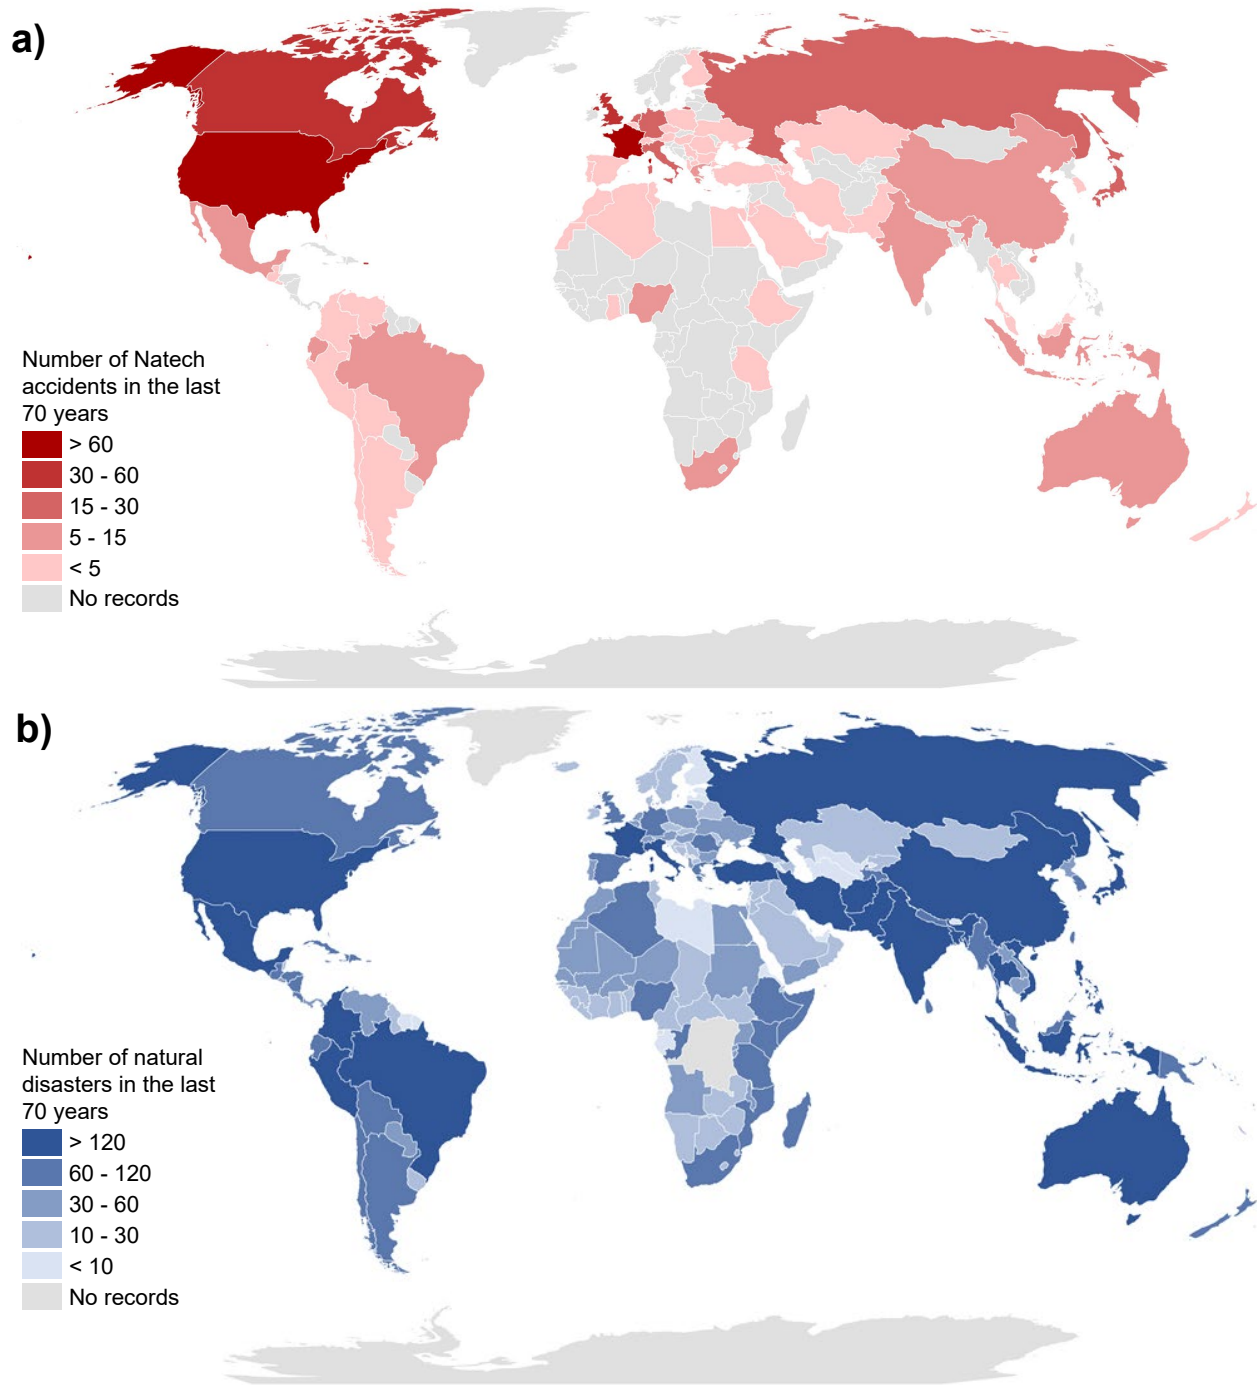 a)
Number of Natech
accidents in the last
70 years
> 60
30 - 60
15 - 30
5 - 15
< 5
No records
b)
Number of natural
disasters in the last
70 years
> 120
60 - 120
30 - 60
10 - 30
< 10
No records